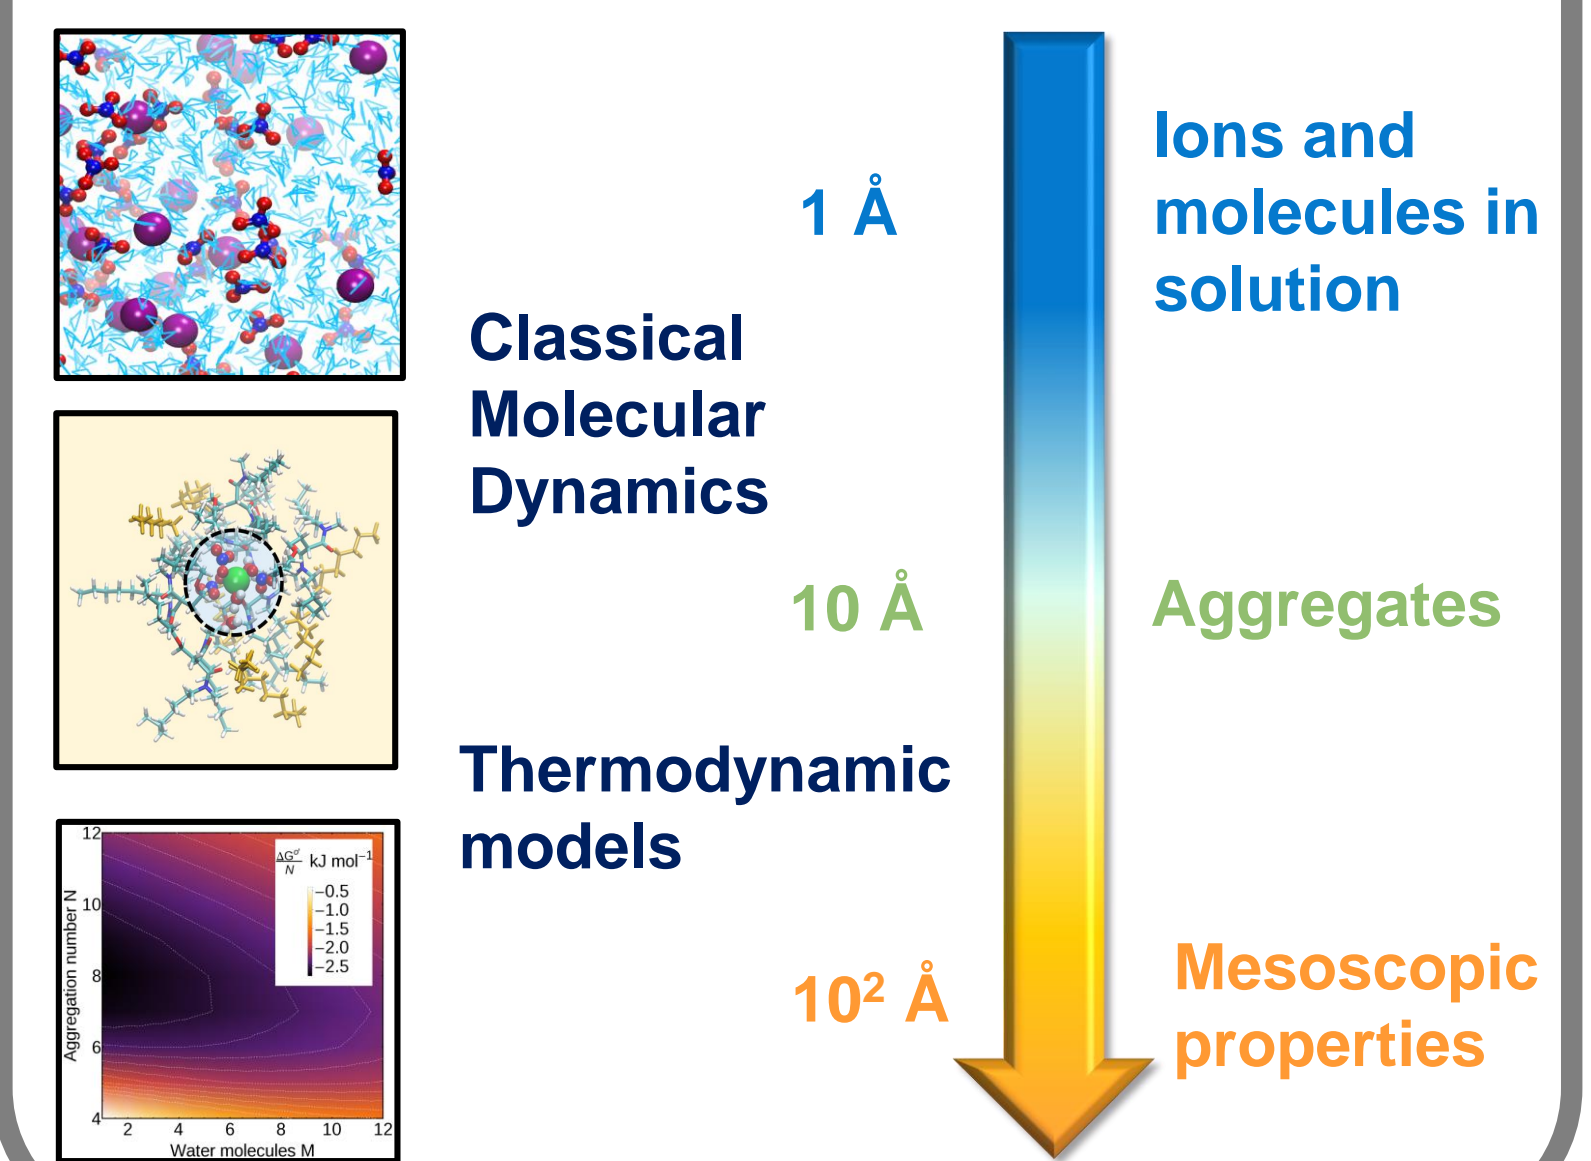 1 Å
Ions and
molecules in
solution
Classical
Molecular
Dynamics
10 Å
Aggregates
Thermodynamic
models
10² Å
Mesoscopic
properties
ΔG°′
N
kJ mol⁻¹
−0.5
−1.0
−1.5
−2.0
−2.5
Aggregation number N
12
10
8
6
4
2 4 6 8 10 12
Water molecules M